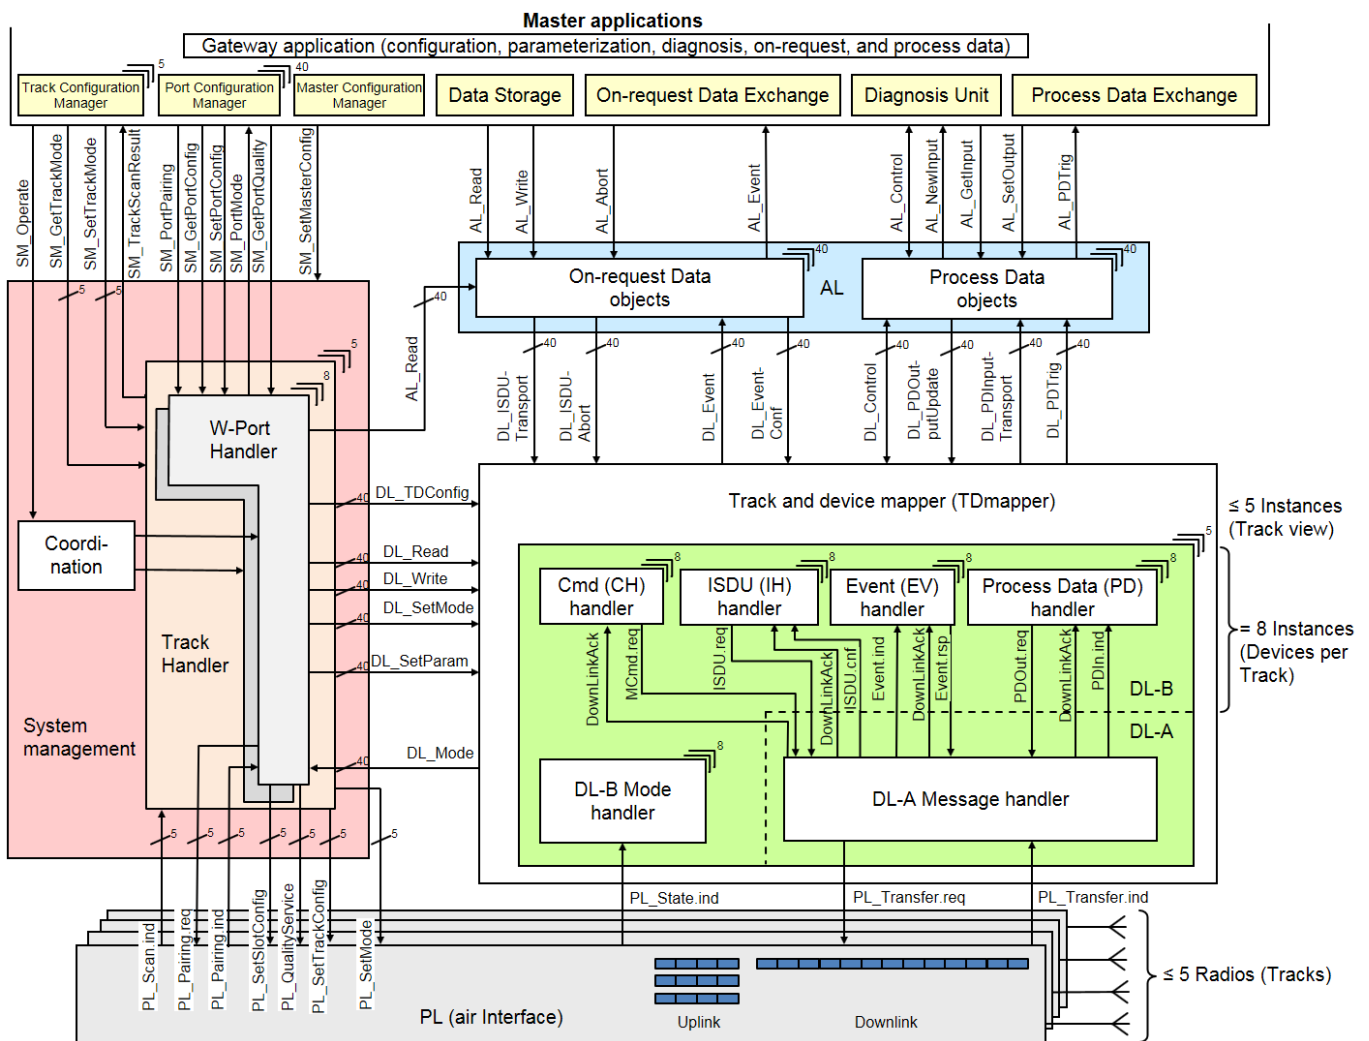 Master applications
Gateway application (configuration, parameterization, diagnosis, on-request, and process data)
5
40
Track Configuration
Manager
Port Configuration
Manager
Master Configuration
Manager
Data Storage
On-request Data Exchange
Diagnosis Unit
Process Data Exchange
SM_Operate
SM_GetTrackMode
SM_SetTrackMode
SM_TrackScanResult
SM_PortPairing
SM_GetPortConfig
SM_SetPortConfig
SM_PortMode
SM_GetPortQuality
SM_SetMasterConfig
AL_Read
AL_Write
AL_Abort
AL_Event
AL_Control
AL_NewInput
AL_GetInput
AL_SetOutput
AL_PDTrig
5
5
40
On-request Data
objects
AL
40
Process Data
objects
40
AL_Read
40
40
40
40
40
40
40
40
DL_ISDU-
Transport
DL_ISDU-
Abort
DL_Event
DL_Event-
Conf
DL_Control
DL_PDOut-
putUpdate
DL_PDInput-
Transport
DL_PDTrig
5
8
W-Port
Handler
Coordi-
nation
Track
Handler
System
management
40
DL_TDConfig
40
DL_Read
40
DL_Write
40
DL_SetMode
40
DL_SetParam
40
DL_Mode
Track and device mapper (TDmapper)
≤ 5 Instances
(Track view)
5
8
Cmd (CH)
handler
8
ISDU (IH)
handler
8
Event (EV)
handler
8
Process Data (PD)
handler
= 8 Instances
(Devices per
Track)
DownLinkAck
MCmd.req
ISDU.req
DownLinkAck
ISDU.cnf
Event.ind
DownLinkAck
Event.rsp
PDOut.req
DownLinkAck
PDIn.ind
DL-B
DL-A
8
DL-B Mode
handler
DL-A Message handler
5
5
5
5
5
5
5
PL_Scan.ind
PL_Pairing.req
PL_Pairing.ind
PL_SetSlotConfig
PL_QualityService
PL_SetTrackConfig
PL_SetMode
PL_State.ind
PL_Transfer.req
PL_Transfer.ind
≤ 5 Radios (Tracks)
PL (air Interface)
Uplink
Downlink